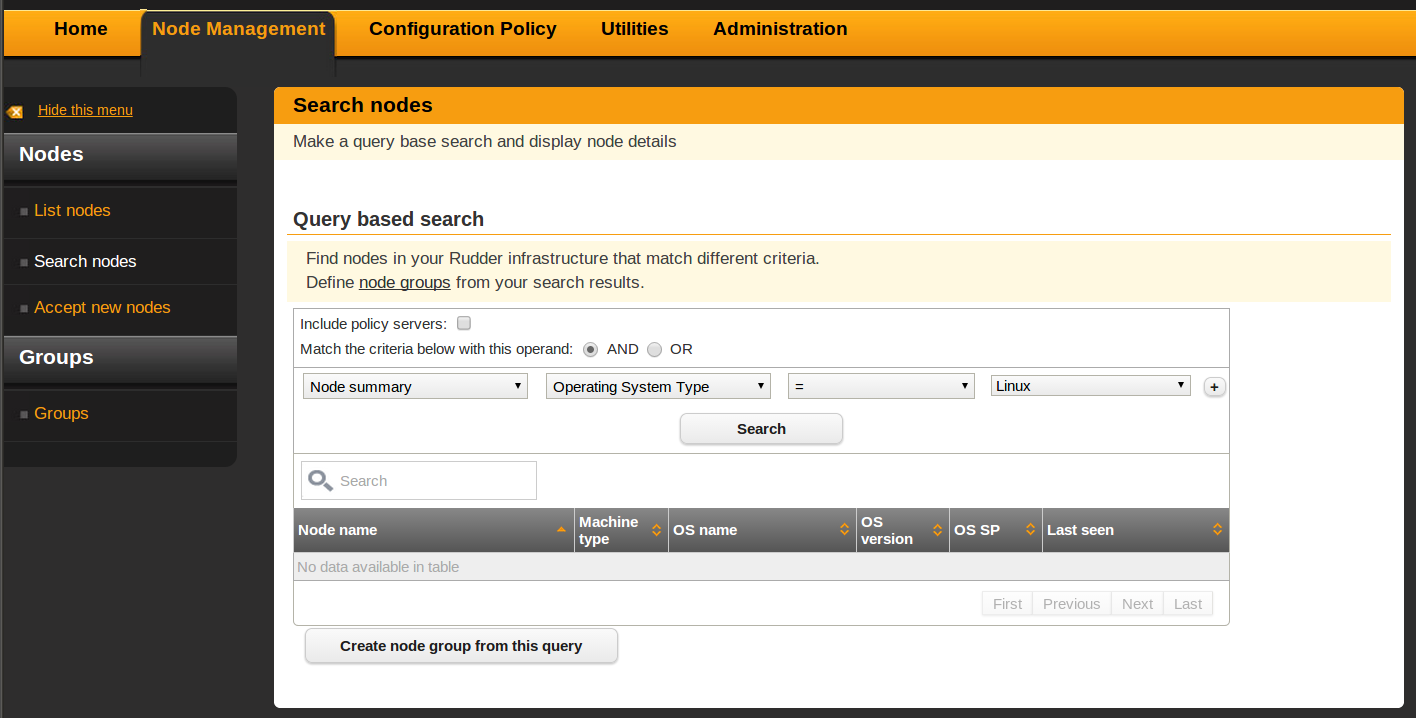 Home Node Management Configuration Policy Utilities Administration
Hide this menu
Nodes
List nodes
Search nodes
Accept new nodes
Groups
Groups
Search nodes
Make a query base search and display node details
Query based search
Find nodes in your Rudder infrastructure that match different criteria.
Define node groups from your search results.
Include policy servers:
Match the criteria below with this operand: AND OR
Node summary Operating System Type = Linux +
Search
Search
Node name Machine type OS name OS version OS SP Last seen
No data available in table
First Previous Next Last
Create node group from this query